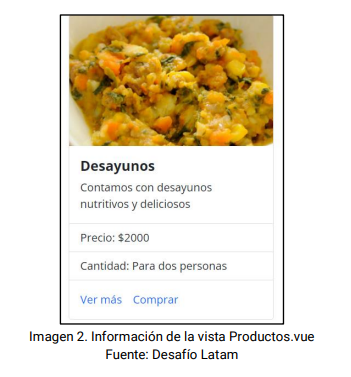 Desayunos
Contamos con desayunos
nutritivos y deliciosos
Precio: $2000
Cantidad: Para dos personas
Ver más Comprar
Imagen 2. Información de la vista Productos.vue
Fuente: Desafío Latam